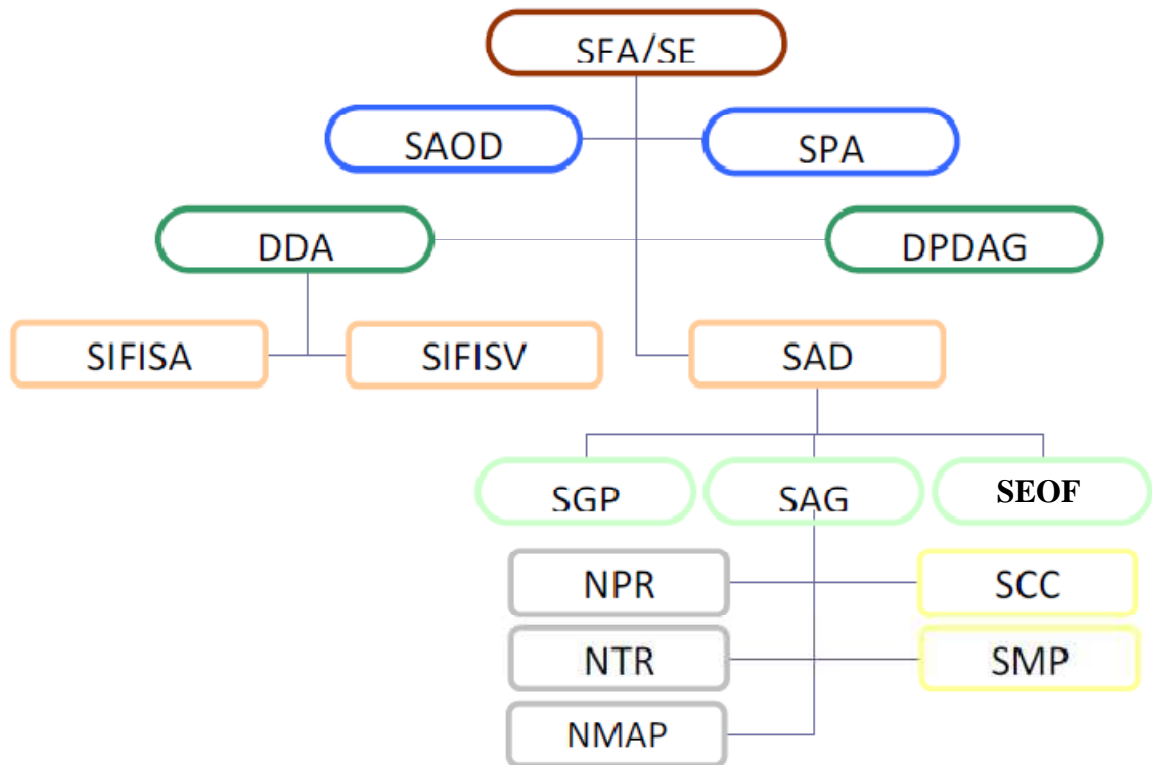 SFA/SE
SAOD
SPA
DDA
DPDAG
SIFISA
SIFISV
SAD
SGP
SAG
SEOF
NPR
SCC
NTR
SMP
NMAP